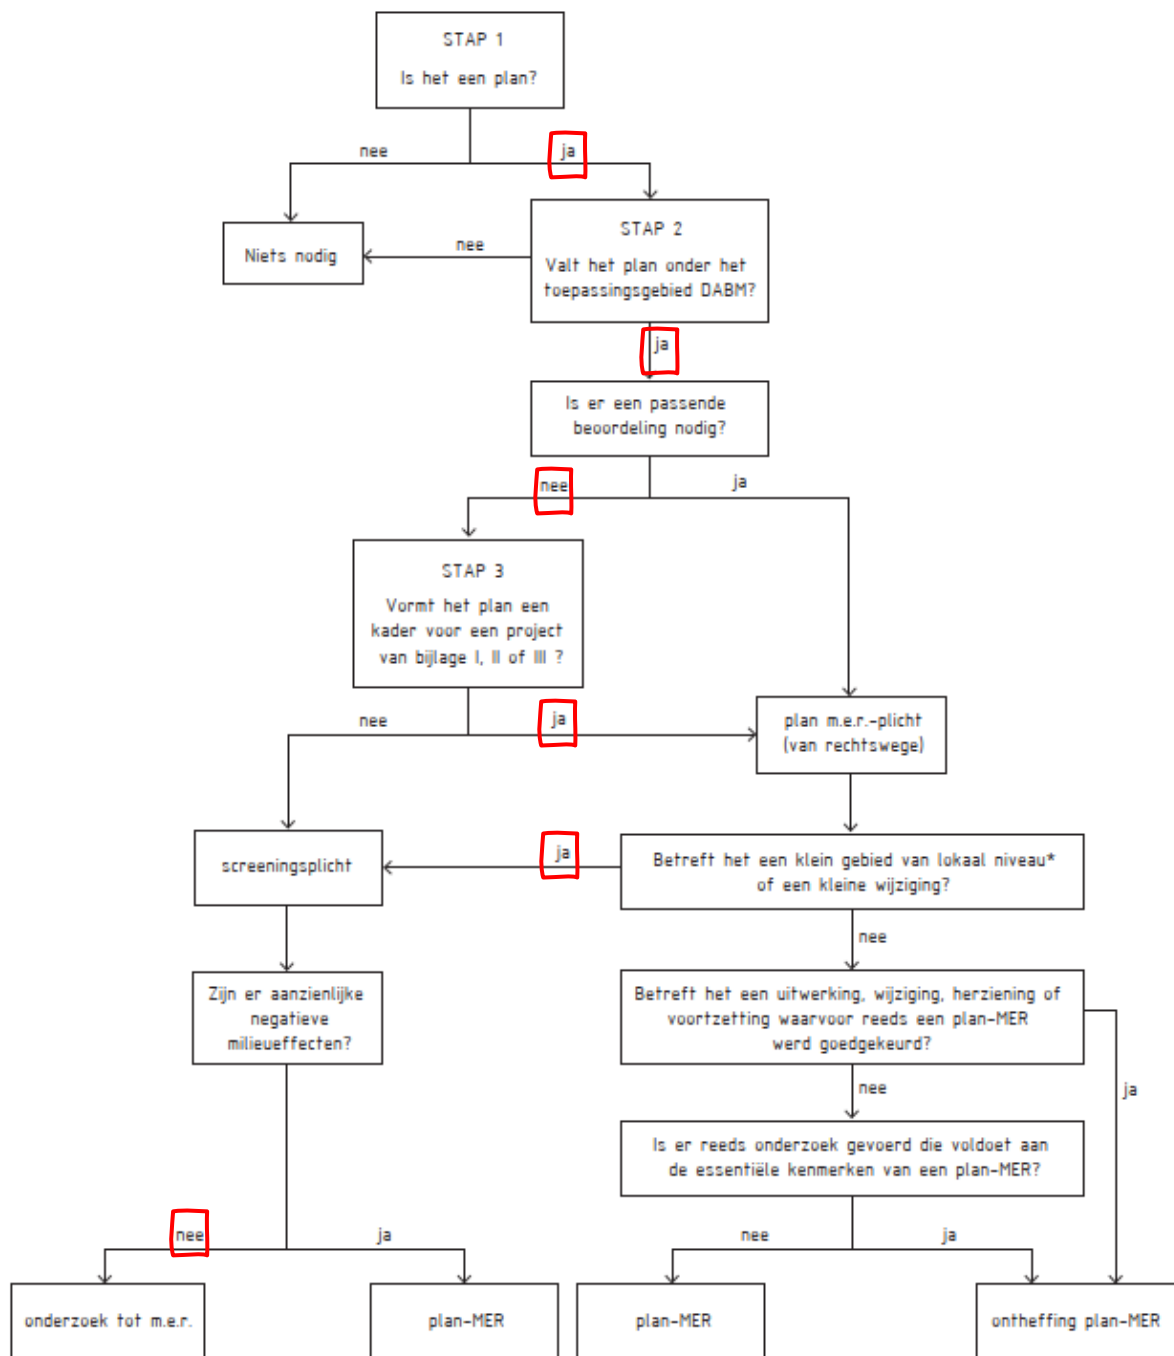 STAP 1
Is het een plan?
nee
ja
STAP 2
Valt het plan onder het
toepassingsgebied DABM?
nee
Niets nodig
ja
Is er een passende
beoordeling nodig?
nee
ja
STAP 3
Vormt het plan een
kader voor een project
van bijlage I, II of III ?
nee
ja
plan m.e.r.-plicht
(van rechtswege)
screeningsplicht
ja
Betreft het een klein gebied van lokaal niveau*
of een kleine wijziging?
nee
Zijn er aanzienlijke
negatieve
milieueffecten?
Betreft het een uitwerking, wijziging, herziening of
voortzetting waarvoor reeds een plan-MER
werd goedgekeurd?
nee
ja
Is er reeds onderzoek gevoerd die voldoet aan
de essentiële kenmerken van een plan-MER?
nee
ja
nee
ja
onderzoek tot m.e.r.
plan-MER
plan-MER
ontheffing plan-MER